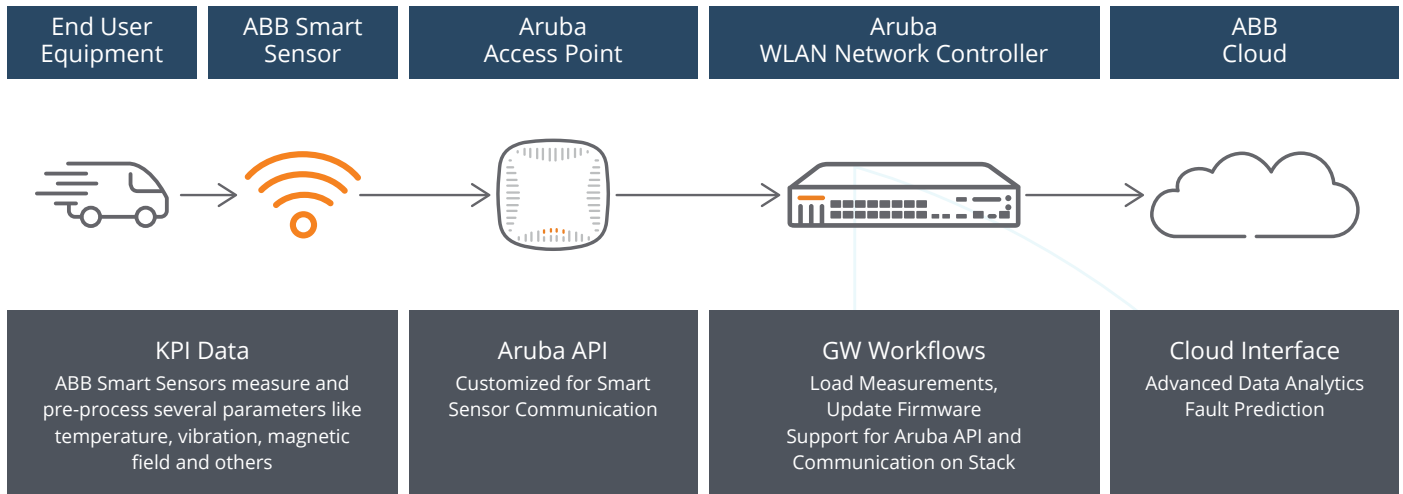 End User
Equipment
ABB Smart
Sensor
Aruba
Access Point
Aruba
WLAN Network Controller
ABB
Cloud
KPI Data
ABB Smart Sensors measure and
pre-process several parameters like
temperature, vibration, magnetic
field and others
Aruba API
Customized for Smart
Sensor Communication
GW Workflows
Load Measurements,
Update Firmware
Support for Aruba API and
Communication on Stack
Cloud Interface
Advanced Data Analytics
Fault Prediction